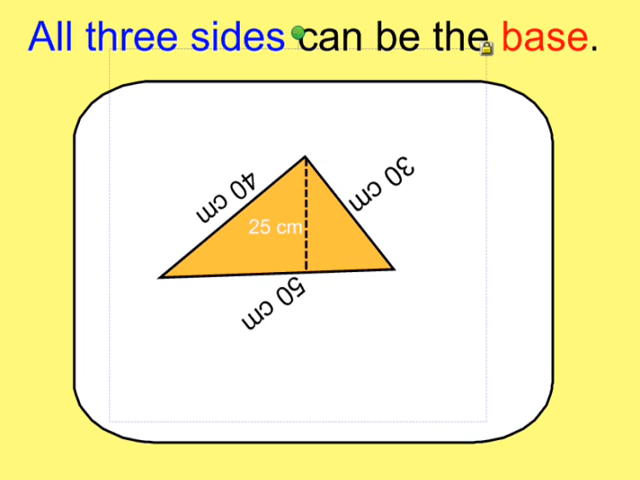 All three sides can be the base.
40 cm
30 cm
25 cm
50 cm